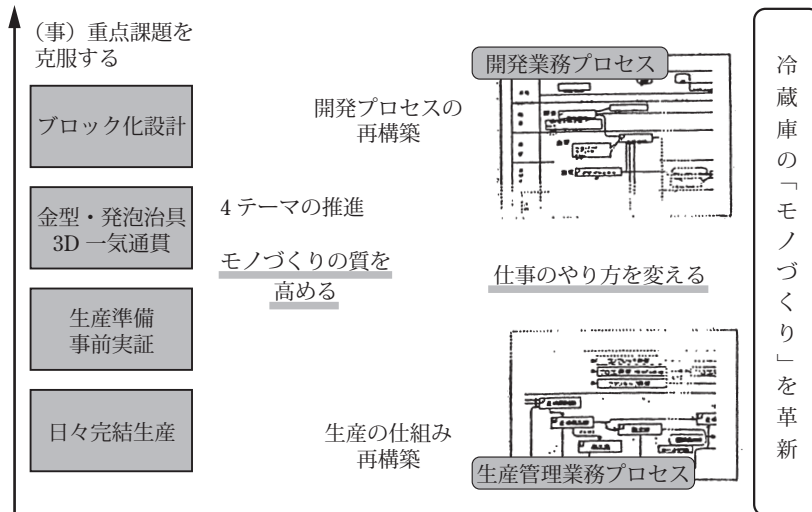 （事）重点課題を
克服する
ブロック化設計
金型・発泡治具
3D 一気通貫
生産準備
事前実証
日々完結生産
4 テーマの推進
モノづくりの質を
高める
開発プロセスの
再構築
生産の仕組み
再構築
開発業務プロセス
仕事のやり方を変える
生産管理業務プロセス
冷蔵庫の「モノづくり」を革新